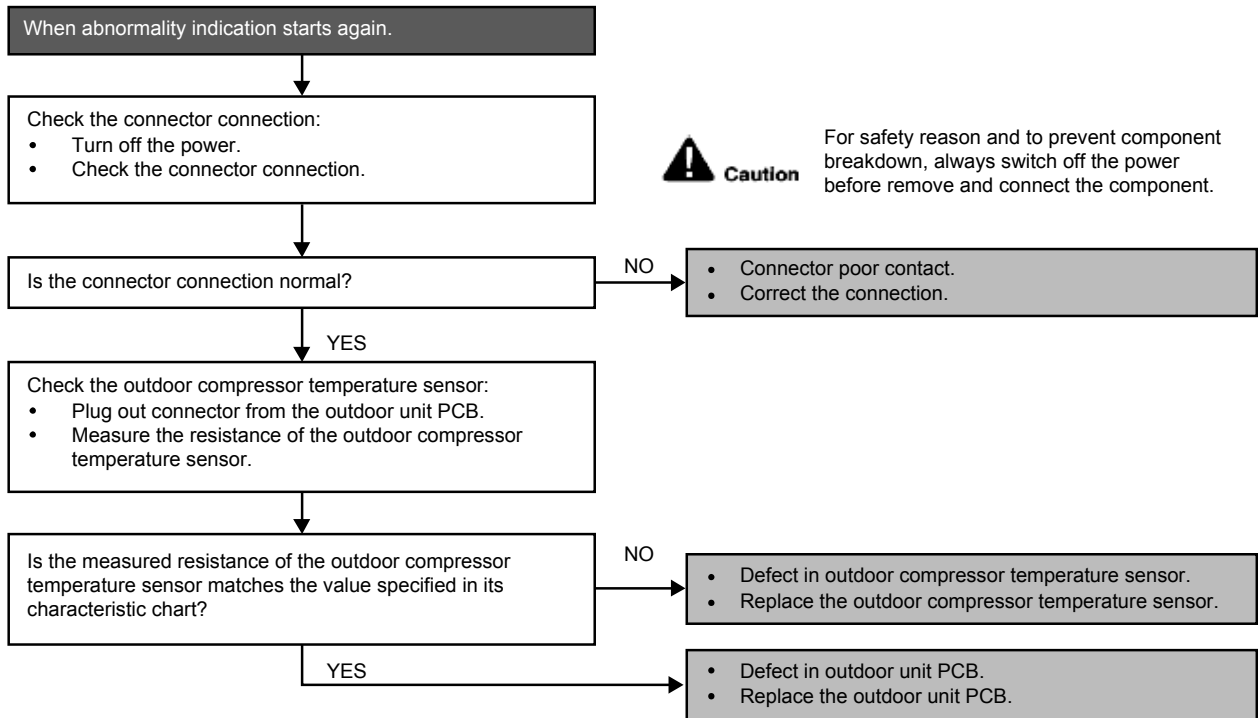 When abnormality indication starts again.
Check the connector connection:
• Turn off the power.
• Check the connector connection.
Caution
For safety reason and to prevent component
breakdown, always switch off the power
before remove and connect the component.
Is the connector connection normal?
NO
• Connector poor contact.
• Correct the connection.
YES
Check the outdoor compressor temperature sensor:
• Plug out connector from the outdoor unit PCB.
• Measure the resistance of the outdoor compressor
temperature sensor.
Is the measured resistance of the outdoor compressor
temperature sensor matches the value specified in its
characteristic chart?
NO
• Defect in outdoor compressor temperature sensor.
• Replace the outdoor compressor temperature sensor.
YES
• Defect in outdoor unit PCB.
• Replace the outdoor unit PCB.